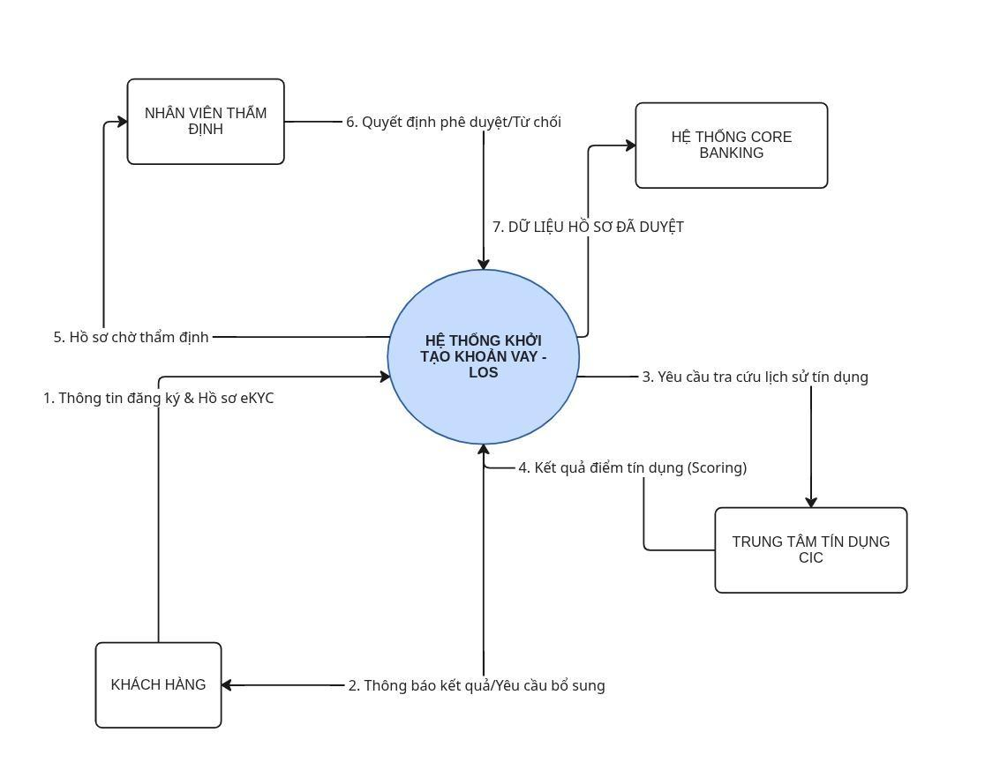 NHÂN VIÊN THẨM
ĐỊNH
6. Quyết định phê duyệt/Từ chối
HỆ THỐNG CORE
BANKING
7. DỮ LIỆU HỒ SƠ ĐÃ DUYỆT
5. Hồ sơ chờ thẩm định
HỆ THỐNG KHỞI
TẠO KHOẢN VAY -
LOS
3. Yêu cầu tra cứu lịch sử tín dụng
1. Thông tin đăng ký & Hồ sơ eKYC
4. Kết quả điểm tín dụng (Scoring)
TRUNG TÂM TÍN DỤNG
CIC
KHÁCH HÀNG
2. Thông báo kết quả/Yêu cầu bổ sung